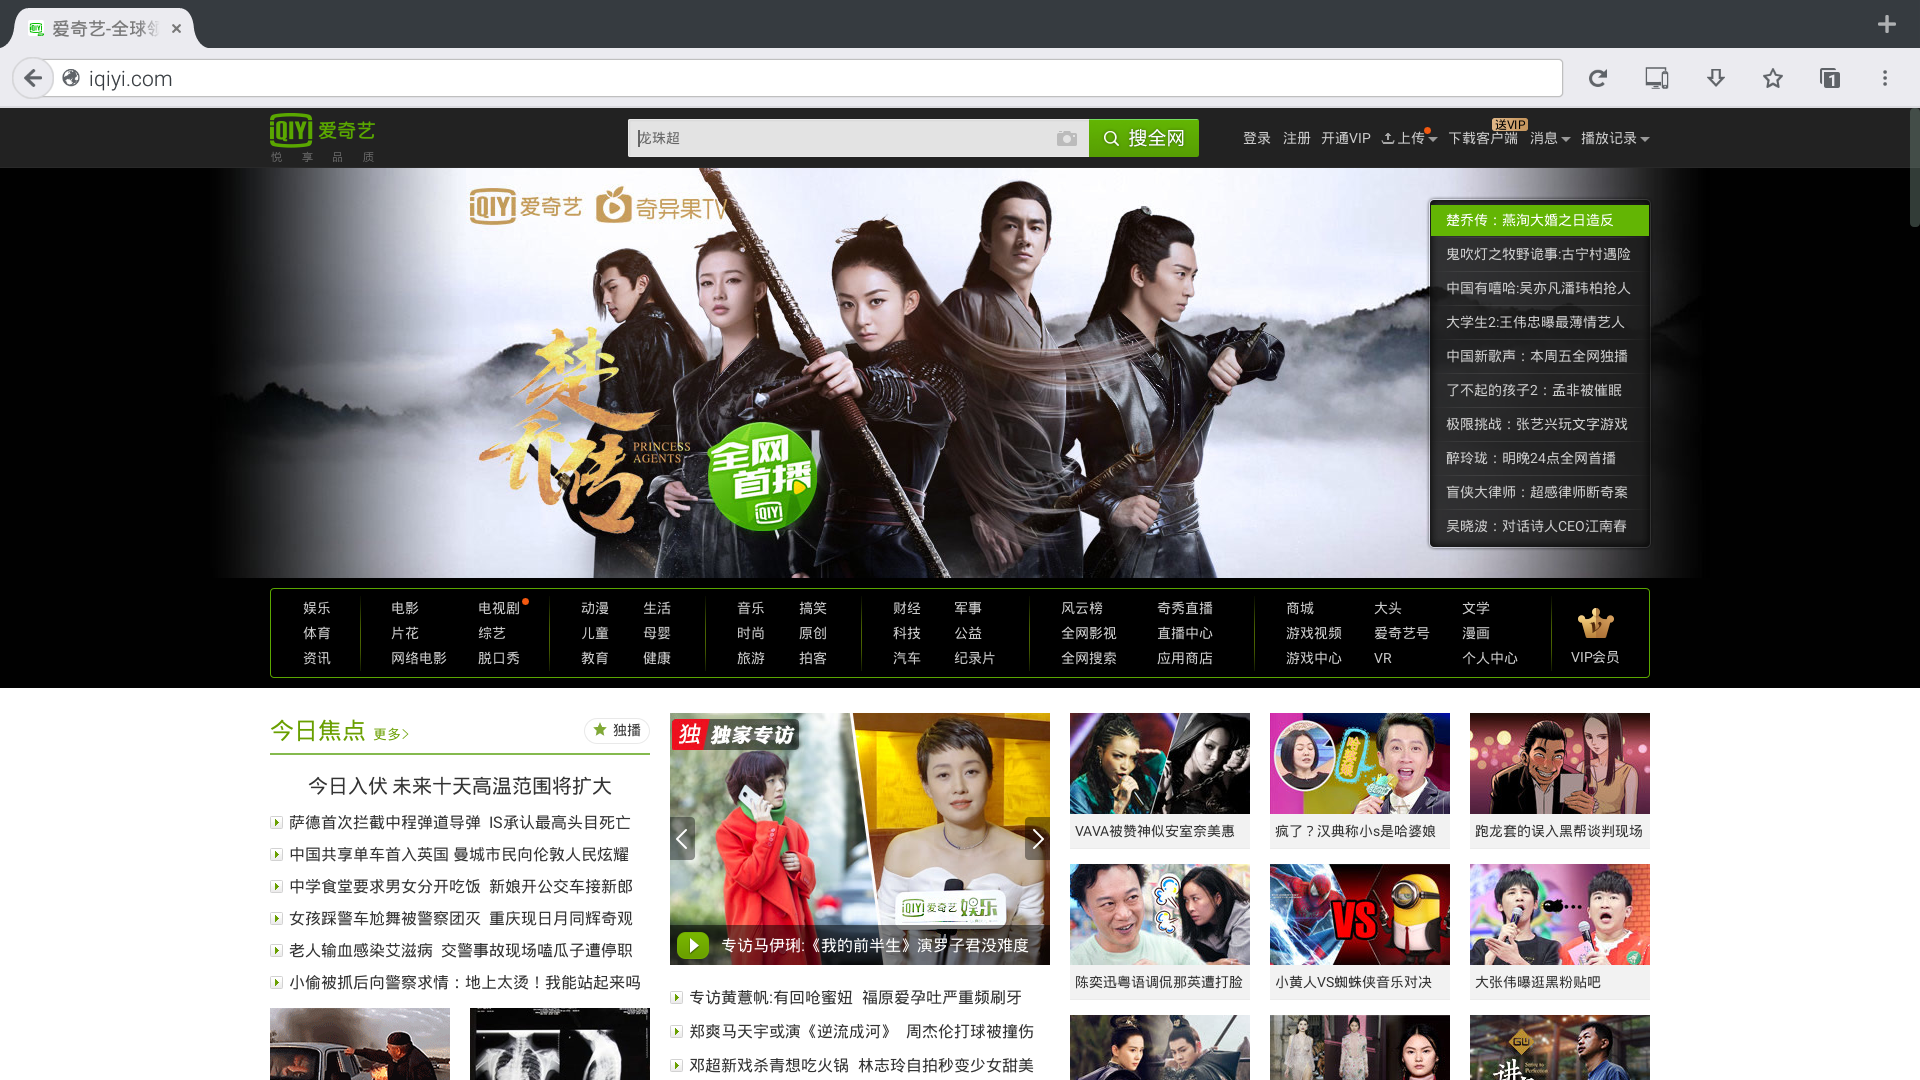 爱奇艺-全球领
iqiyi.com
iQIYI 爱奇艺
悦享品质
龙珠超
搜全网
登录 注册 开通VIP 上传 下载客户端 送VIP 消息 播放记录
iQIYI 爱奇艺 奇异果TV
楚乔传
PRINCESS
AGENTS
全网
首播
iQIYI
楚乔传：燕洵大婚之日造反
鬼吹灯之牧野诡事:古宁村遇险
中国有嘻哈:吴亦凡潘玮柏抢人
大学生2:王伟忠曝最薄情艺人
中国新歌声：本周五全网独播
了不起的孩子2：孟非被催眠
极限挑战：张艺兴玩文字游戏
醉玲珑：明晚24点全网首播
盲侠大律师：超感律师断奇案
吴晓波：对话诗人CEO江南春
娱乐 电影 电视剧 动漫 生活 音乐 搞笑 财经 军事 风云榜 奇秀直播 商城 大头 文学
体育 片花 综艺 儿童 母婴 时尚 原创 科技 公益 全网影视 直播中心 游戏视频 爱奇艺号 漫画
资讯 网络电影 脱口秀 教育 健康 旅游 拍客 汽车 纪录片 全网搜索 应用商店 游戏中心 VR 个人中心
VIP会员
今日焦点 更多
独播
今日入伏 未来十天高温范围将扩大
萨德首次拦截中程弹道导弹 IS承认最高头目死亡
中国共享单车首入英国 曼城市民向伦敦人民炫耀
中学食堂要求男女分开吃饭 新娘开公交车接新郎
女孩踩警车尬舞被警察团灭 重庆现日月同辉奇观
老人输血感染艾滋病 交警事故现场嗑瓜子遭停职
小偷被抓后向警察求情：地上太烫！我能站起来吗
独 独家专访
iQIYI 爱奇艺 娱乐
专访马伊琍:《我的前半生》演罗子君没难度
专访黄薏帆:有回呛蜜妞 福原爱孕吐严重频刷牙
郑爽马天宇或演《逆流成河》 周杰伦打球被撞伤
邓超新戏杀青想吃火锅 林志玲自拍秒变少女甜美
VAVA被赞神似安室奈美惠
哈婆娘
疯了？汉典称小s是哈婆娘
跑龙套的误入黑帮谈判现场
陈奕迅粤语调侃那英遭打脸
VS
小黄人VS蜘蛛侠音乐对决
大张伟曝逛黑粉贴吧
GU
讲